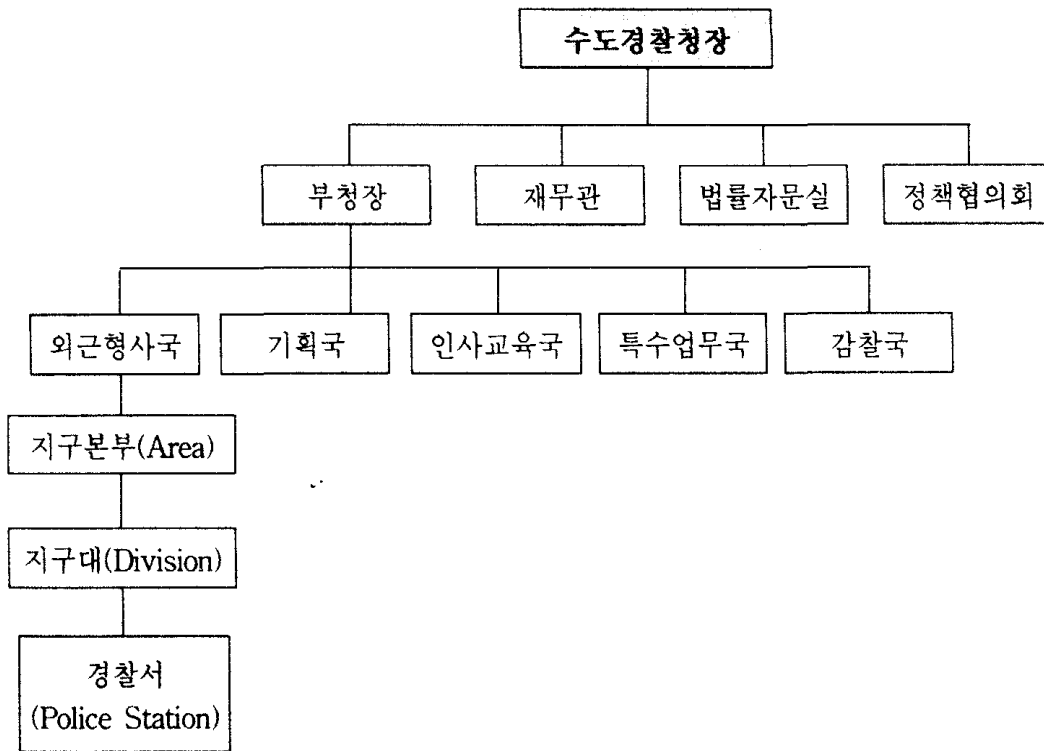 수도경찰청장
부청장
재무관
법률자문실
정책협의회
외근형사국
기획국
인사교육국
특수업무국
감찰국
지구본부(Area)
지구대(Division)
경찰서
(Police Station)